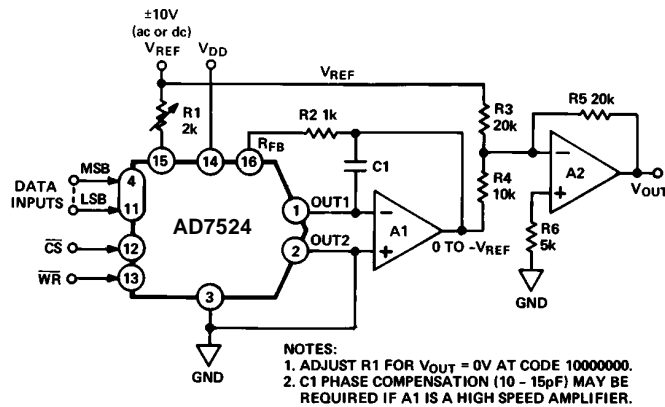 ±10V
(ac or dc)
VREF
VDD
VREF
R1
2k
RFB
R2 1k
C1
R3
20k
R4
10k
R5 20k
15
14
16
DATA
INPUTS
MSB
LSB
4
11
AD7524
1
OUT1
2
OUT2
−
+
A1
0 TO -VREF
−
+
A2
VOUT
R6
5k
GND
CS
12
WR
13
3
GND
NOTES:
1. ADJUST R1 FOR VOUT = 0V AT CODE 10000000.
2. C1 PHASE COMPENSATION (10 – 15pF) MAY BE
REQUIRED IF A1 IS A HIGH SPEED AMPLIFIER.